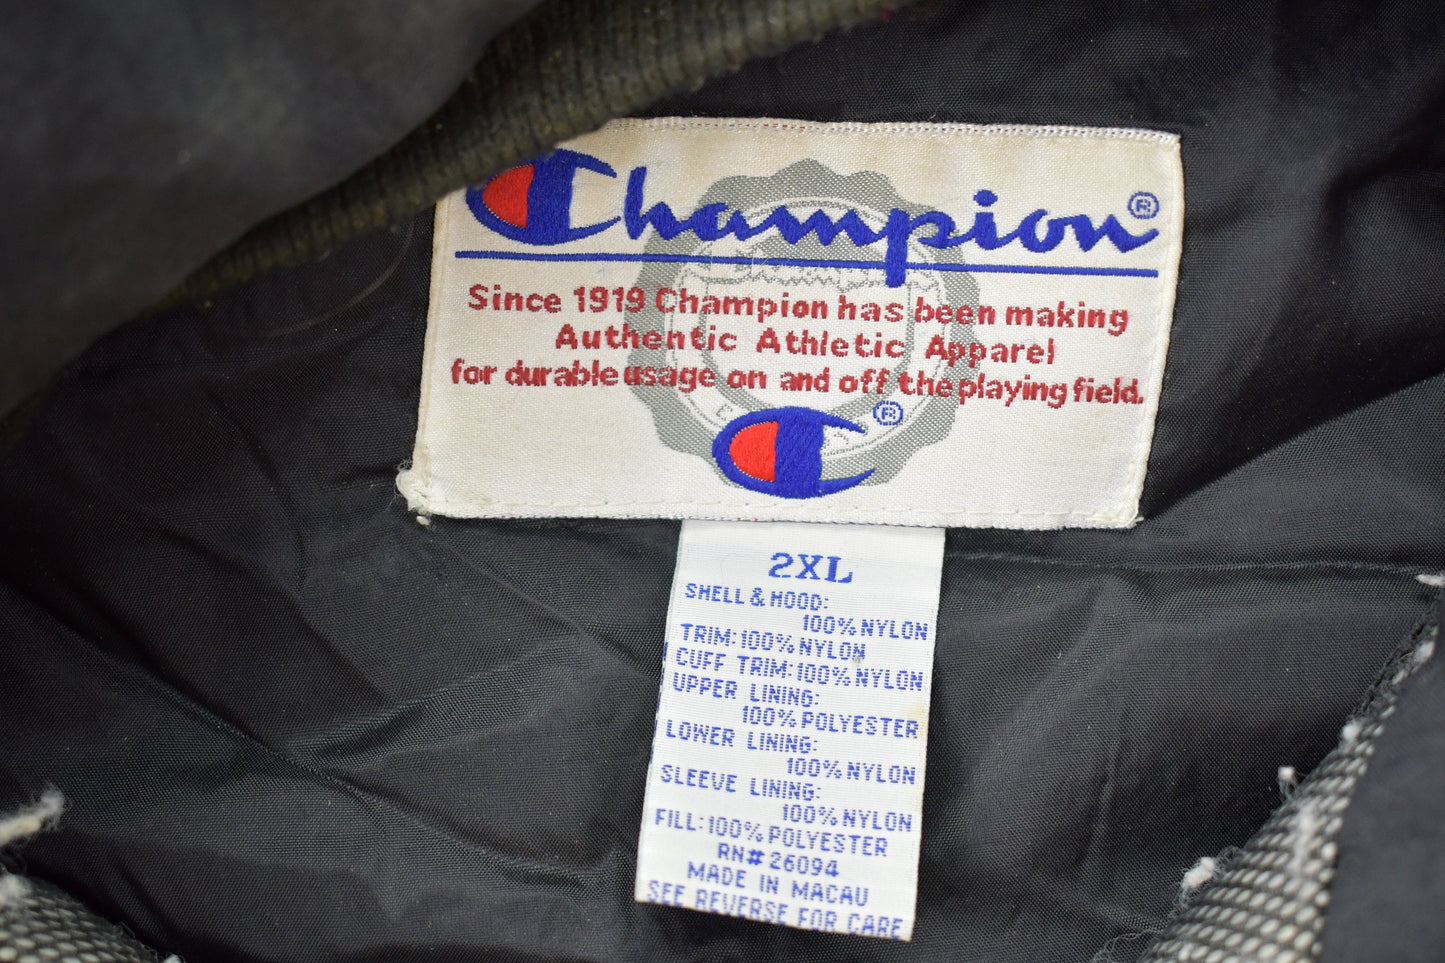 Champion®
Since 1919 Champion has been making
Authentic Athletic Apparel
for durable usage on and off the playing field.
®
2XL
SHELL & HOOD:
100% NYLON
TRIM: 100% NYLON
CUFF TRIM: 100% NYLON
UPPER LINING:
100% POLYESTER
LOWER LINING:
100% NYLON
SLEEVE LINING:
100% NYLON
FILL: 100% POLYESTER
RN# 26094
MADE IN MACAU
SEE REVERSE FOR CARE